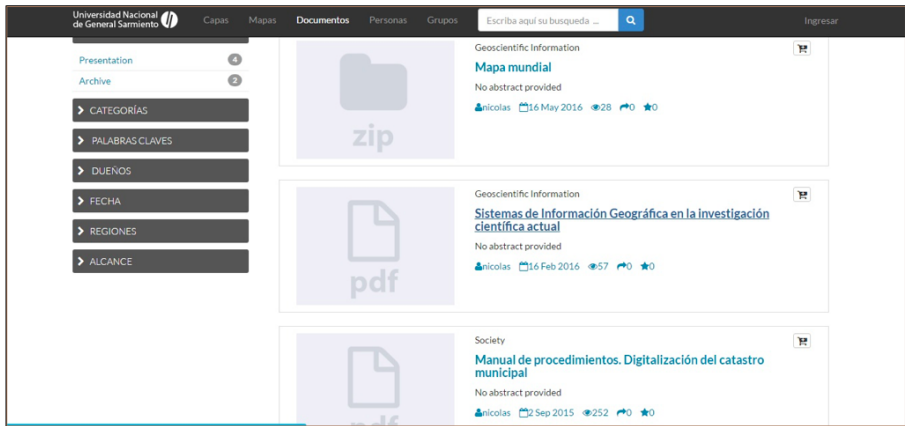 Universidad Nacional
de General Sarmiento
Capas Mapas Documentos Personas Grupos Escriba aquí su busqueda ... Ingresar
Presentation 4
Archive 2
CATEGORÍAS
PALABRAS CLAVES
DUEÑOS
FECHA
REGIONES
ALCANCE
zip
Geoscientific Information
Mapa mundial
No abstract provided
nicolas 16 May 2016 28 0 0
pdf
Geoscientific Information
Sistemas de Información Geográfica en la investigación
científica actual
No abstract provided
nicolas 16 Feb 2016 57 0 0
pdf
Society
Manual de procedimientos. Digitalización del catastro
municipal
No abstract provided
nicolas 2 Sep 2015 252 0 0